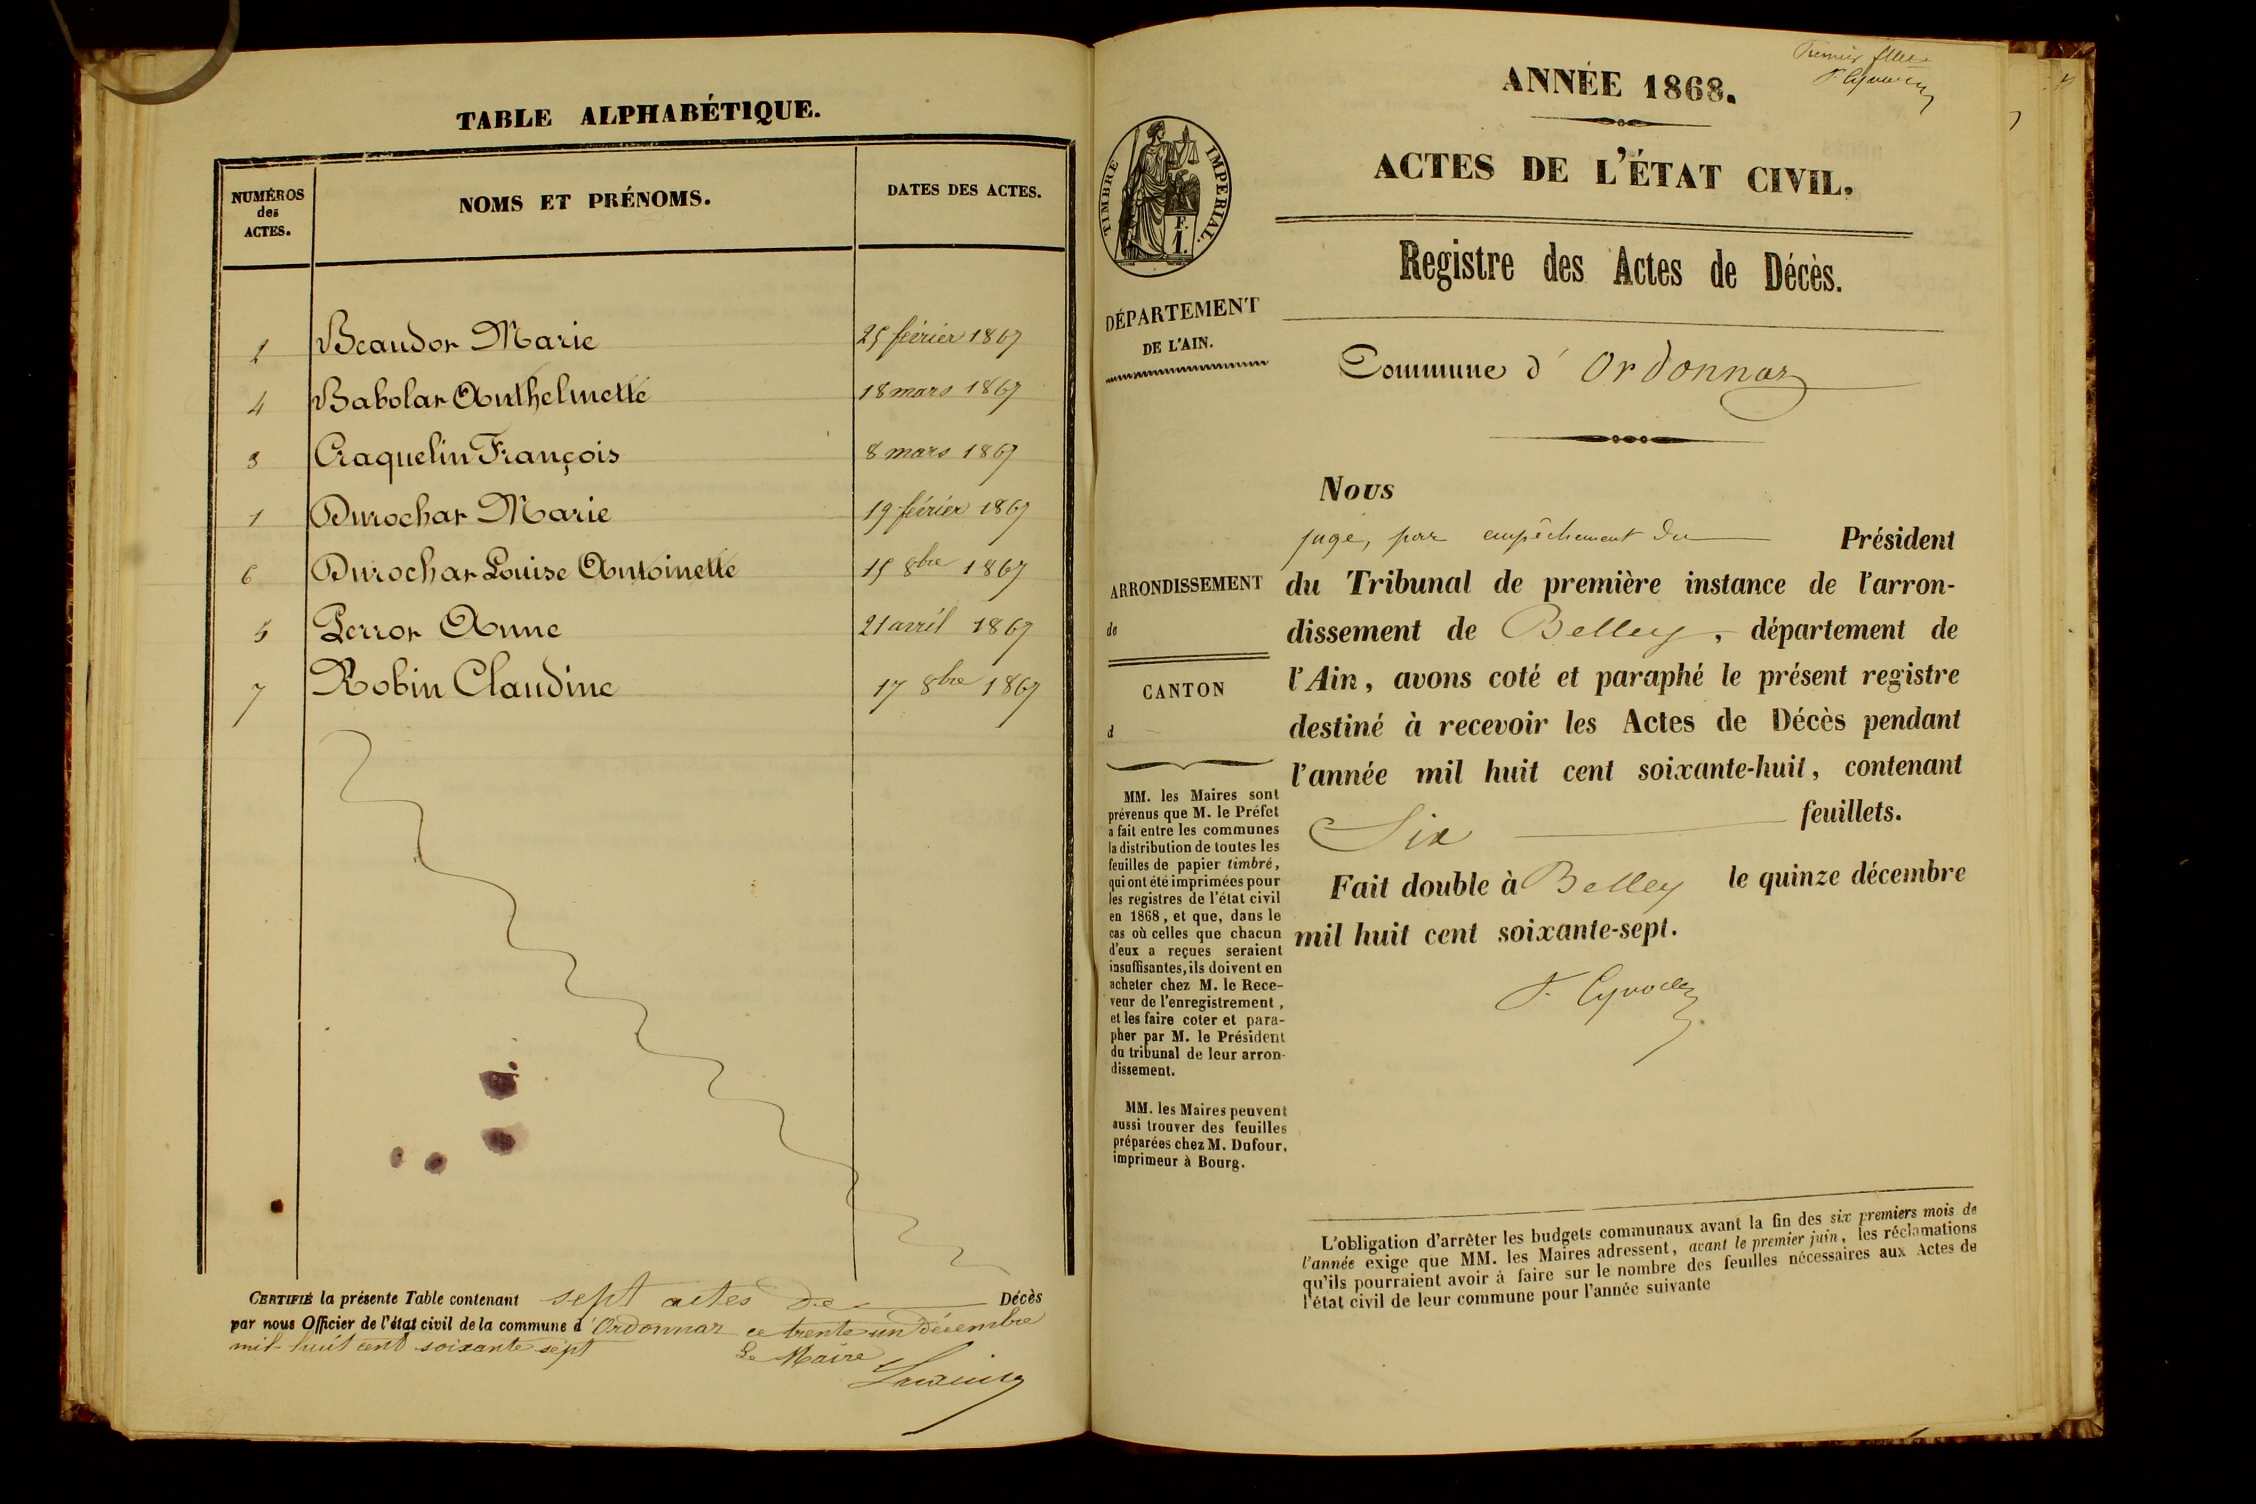 TABLE ALPHABÉTIQUE.
NUMÉROS des ACTES.
NOMS ET PRÉNOMS.
DATES DES ACTES.
2 Beaudor Marie 25 février 1867
4 Babolar Anthelmette 18 mars 1867
3 Craquelin François 8 mars 1867
1 Durochar Marie 19 février 1867
6 Durochar Louise Antoinette 15 8bre 1867
5 Perror Anne 21 avril 1867
7 Robin Claudine 17 8bre 1867
CERTIFIÉ la présente Table contenant sept actes de Décès
par nous Officier de l'état civil de la commune d'Ordonnaz ce trente un décembre
mil huit cent soixante sept
Le Maire
Premier feuillet
ANNÉE 1868.
ACTES DE L'ÉTAT CIVIL.
TIMBRE IMPÉRIAL.
F.
1.
Registre des Actes de Décès.
DÉPARTEMENT
DE L'AIN.
Commune d'Ordonnaz
Nous
juge, par empêchement du Président
du Tribunal de première instance de l'arron-
dissement de Belley, département de
l'Ain, avons coté et paraphé le présent registre
destiné à recevoir les Actes de Décès pendant
l'année mil huit cent soixante-huit, contenant
Six feuillets.
Fait double à Belley le quinze décembre
mil huit cent soixante-sept.
ARRONDISSEMENT
de
CANTON
d
MM. les Maires sont
prévenus que M. le Préfet
a fait entre les communes
la distribution de toutes les
feuilles de papier timbré,
qui ont été imprimées pour
les registres de l'état civil
en 1868, et que, dans le
cas où celles que chacun
d'eux a reçues seraient
insuffisantes, ils doivent en
acheter chez M. le Rece-
veur de l'enregistrement,
et les faire coter et para-
pher par M. le Président
du tribunal de leur arron-
dissement.
MM. les Maires peuvent
aussi trouver des feuilles
préparées chez M. Dufour,
imprimeur à Bourg.
L'obligation d'arrêter les budgets communaux avant la fin des six premiers mois de
l'année exige que MM. les Maires adressent, avant le premier juin, les réclamations
qu'ils pourraient avoir à faire sur le nombre des feuilles nécessaires aux Actes de
l'état civil de leur commune pour l'année suivante